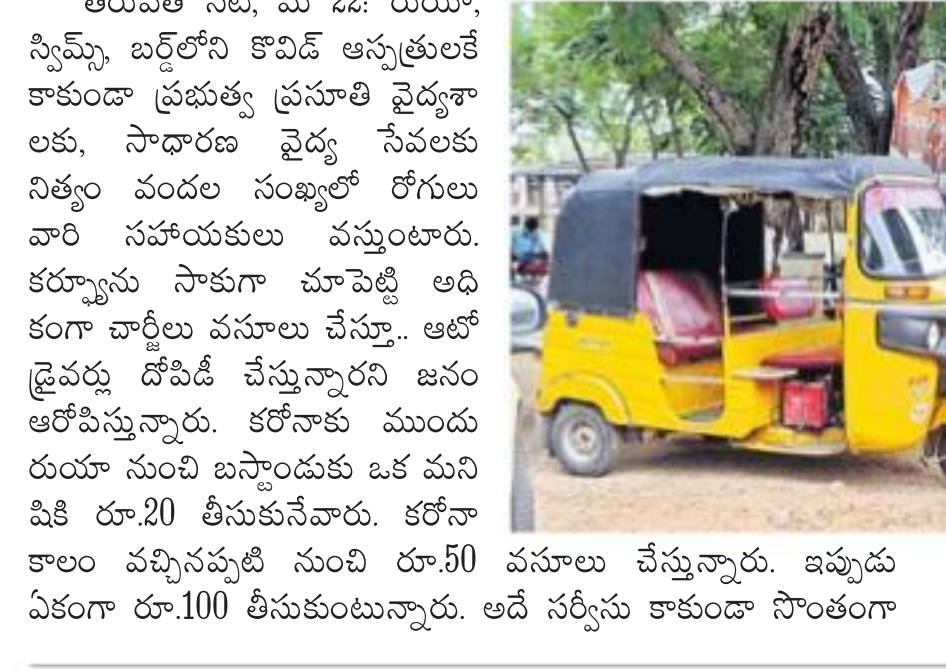 తిరుపతి సిటీ, మే 22: రుయా,
స్విమ్స్, బర్డ్‌లోని కొవిడ్ ఆస్పత్రులకే
కాకుండా ప్రభుత్వ ప్రసూతి వైద్యశా
లకు, సాధారణ వైద్య సేవలకు
నిత్యం వందల సంఖ్యలో రోగులు
వారి సహాయకులు వస్తుంటారు.
కర్ఫ్యూను సాకుగా చూపెట్టి అధి
కంగా చార్జీలు వసూలు చేస్తూ.. ఆటో
డ్రైవర్లు దోపిడీ చేస్తున్నారని జనం
ఆరోపిస్తున్నారు. కరోనాకు ముందు
రుయా నుంచి బస్టాండుకు ఒక మని
షికి రూ.20 తీసుకునేవారు. కరోనా
కాలం వచ్చినప్పటి నుంచి రూ.50 వసూలు చేస్తున్నారు. ఇప్పుడు
ఏకంగా రూ.100 తీసుకుంటున్నారు. అదే సర్వీసు కాకుండా సొంతంగా